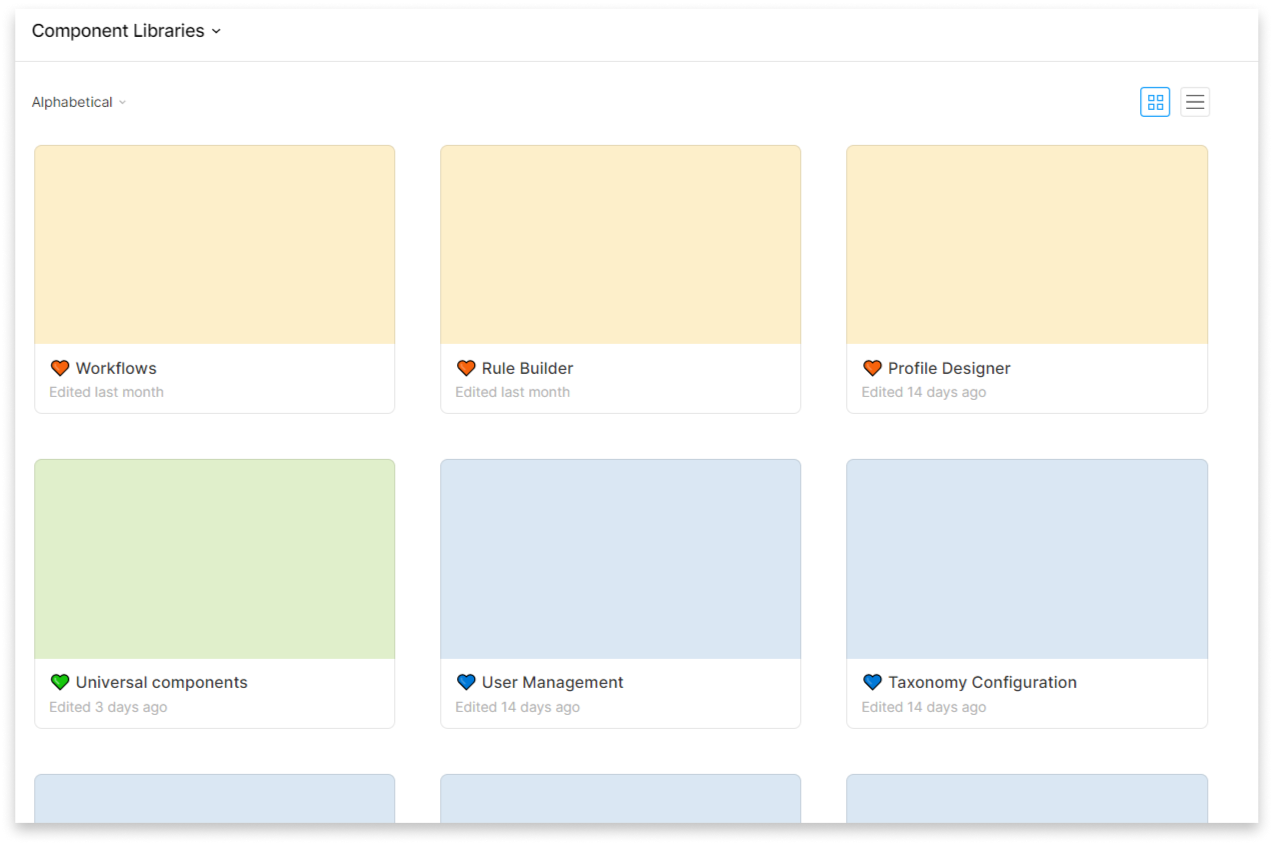 Component Libraries
Alphabetical
Workflows
Edited last month
Rule Builder
Edited last month
Profile Designer
Edited 14 days ago
Universal components
Edited 3 days ago
User Management
Edited 14 days ago
Taxonomy Configuration
Edited 14 days ago